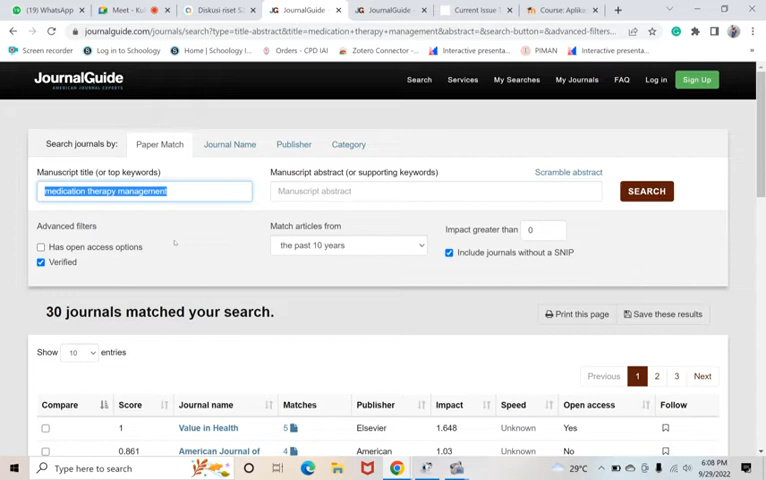 (19) WhatsApp
Meet - Ku
Diskusi riset S2
JournalGuide
JournalGuide
Current Issue
Course: Aplika
journalguide.com/journals/search?type=title-abstract&title=medication+therapy+management&abstract=&search-button=&advanced-filters...
Screen recorder
Log in to Schoology
Home | Schoology I...
Orders - CPD IAI
Zotero Connector -...
Interactive presenta...
PIMAN
Interactive presenta...
JOURNALGUIDE
AMERICAN JOURNAL EXPERTS
Search Services My Searches My Journals FAQ Log in Sign Up
Search journals by: Paper Match Journal Name Publisher Category
Manuscript title (or top keywords) Manuscript abstract (or supporting keywords) Scramble abstract
medication therapy management Manuscript abstract SEARCH
Advanced filters Match articles from Impact greater than 0
Has open access options the past 10 years Include journals without a SNIP
Verified
30 journals matched your search.
Print this page Save these results
Show 10 entries
Previous 1 2 3 Next
Compare Score Journal name Matches Publisher Impact Speed Open access Follow
1 Value in Health 5 Elsevier 1.648 Unknown Yes
0.861 American Journal of 4 American 1.03 Unknown No
Type here to search 29°C 6:08 PM
9/29/2022